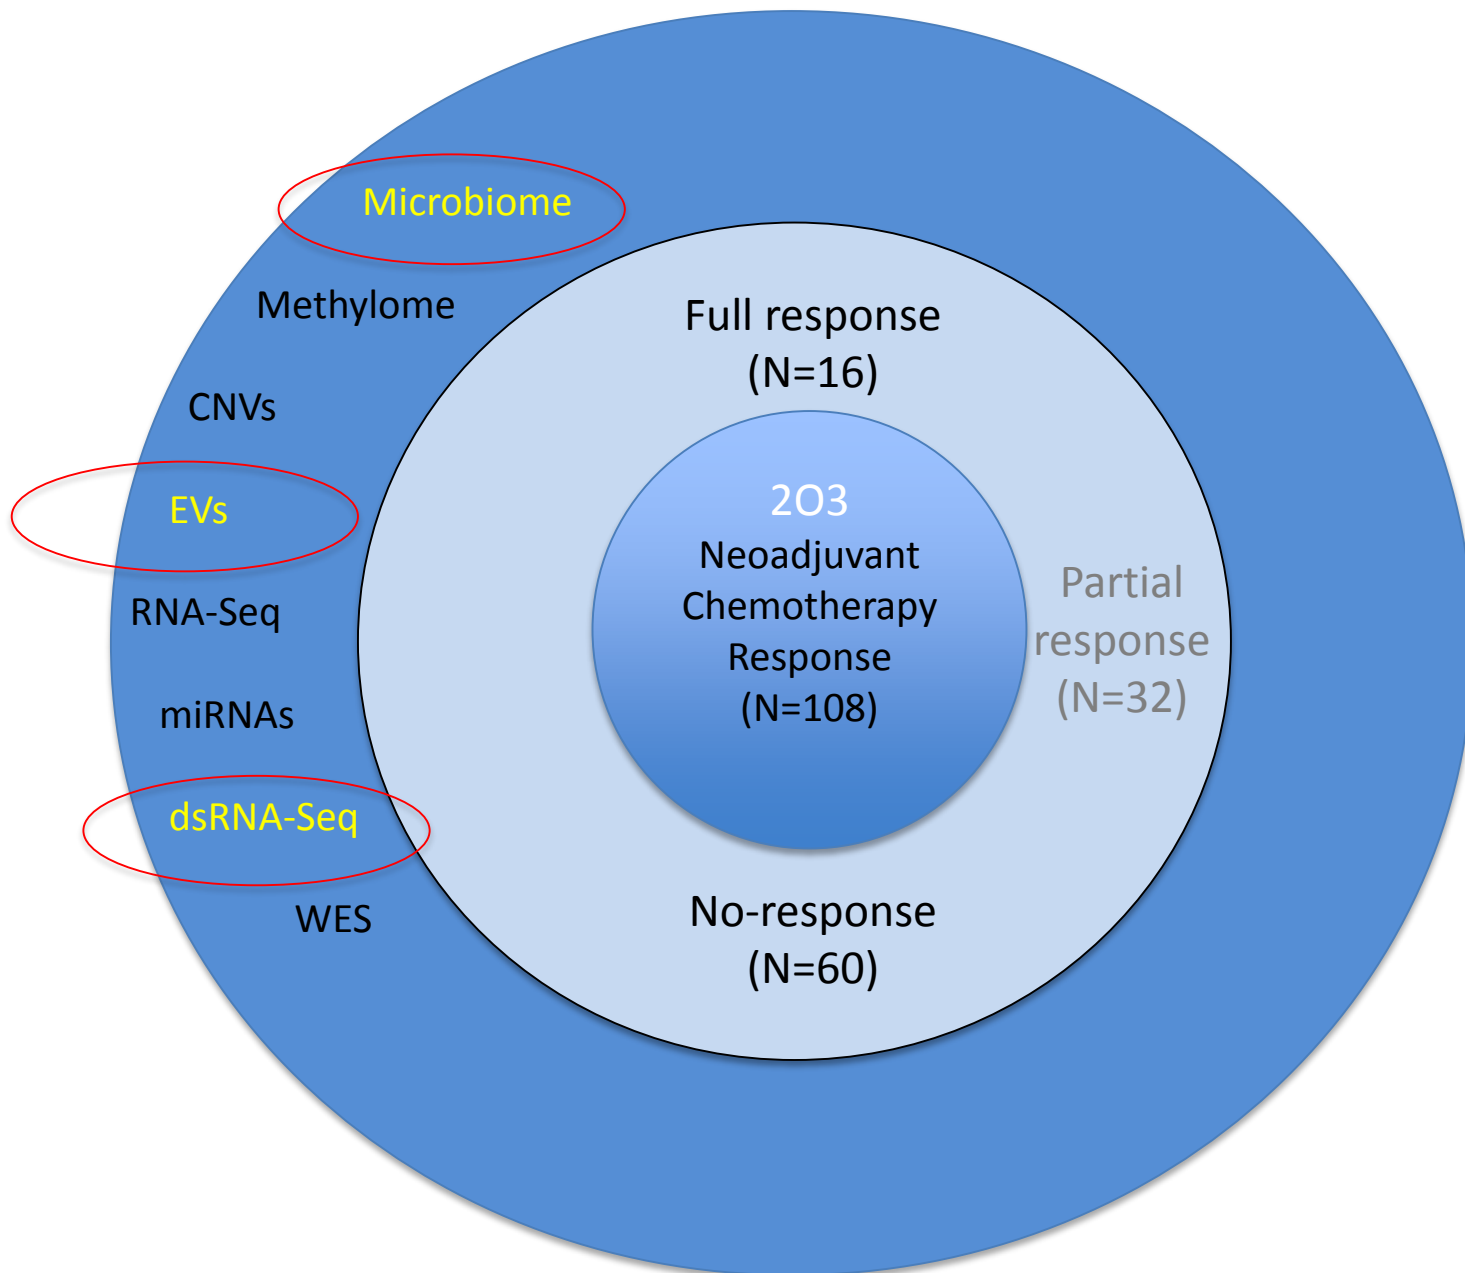 Microbiome
Methylome
CNVs
EVs
RNA-Seq
miRNAs
dsRNA-Seq
WES
Full response
(N=16)
2O3
Neoadjuvant
Chemotherapy
Response
(N=108)
Partial
response
(N=32)
No-response
(N=60)